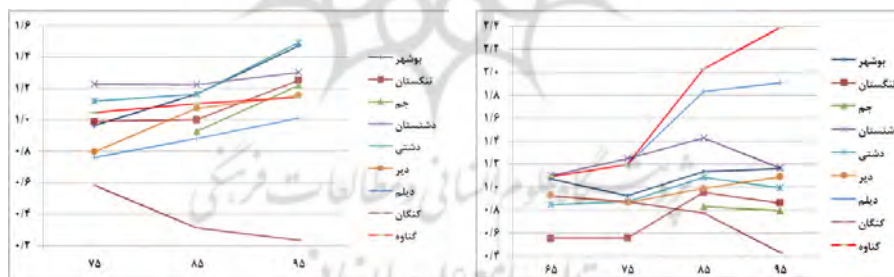 ۱/۶
۱/۴
۱/۲
۱/۰
۰/۸
۰/۶
۰/۴
۰/۲
۷۵ ۸۵ ۹۵
بوشهر
تنگستان
جم
دشتستان
دشتی
دیر
دیلم
کنگان
گناوه
۲/۴
۲/۲
۲/۰
۱/۸
۱/۶
۱/۴
۱/۲
۱/۰
۰/۸
۰/۶
۰/۴
۶۵ ۷۵ ۸۵ ۹۵
بوشهر
تنگستان
جم
دشتستان
دشتی
دیر
دیلم
کنگان
گناوه